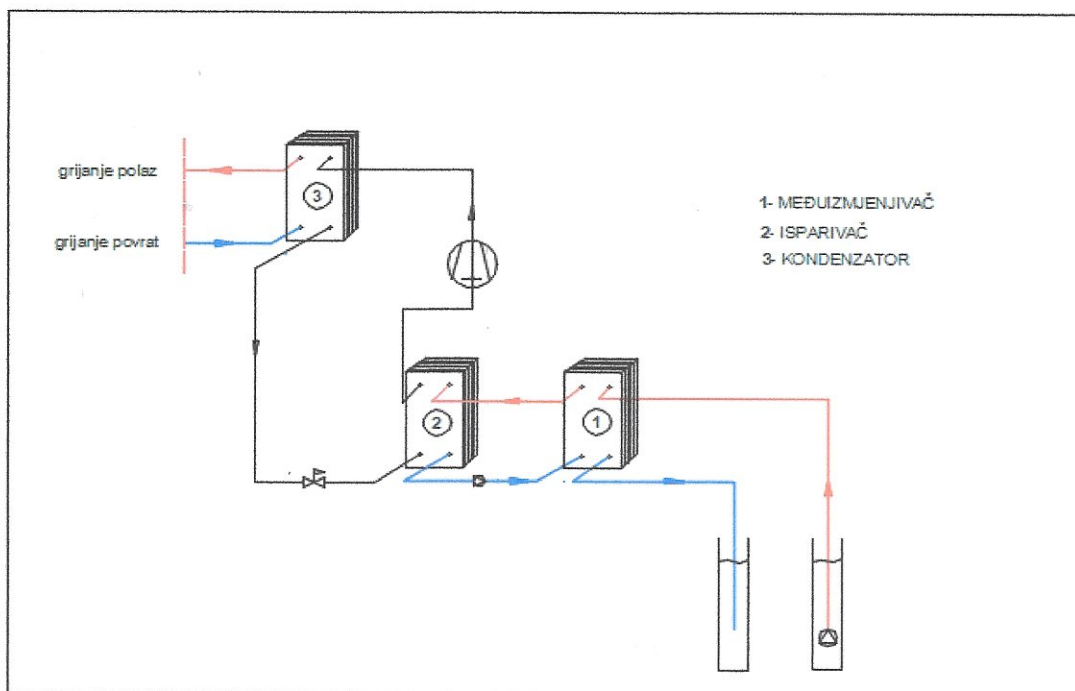 grijanje polaz
grijanje povrat
3
2
1
1- MEĐUIZMJENJIVAČ
2- ISPARIVAČ
3- KONDENZATOR